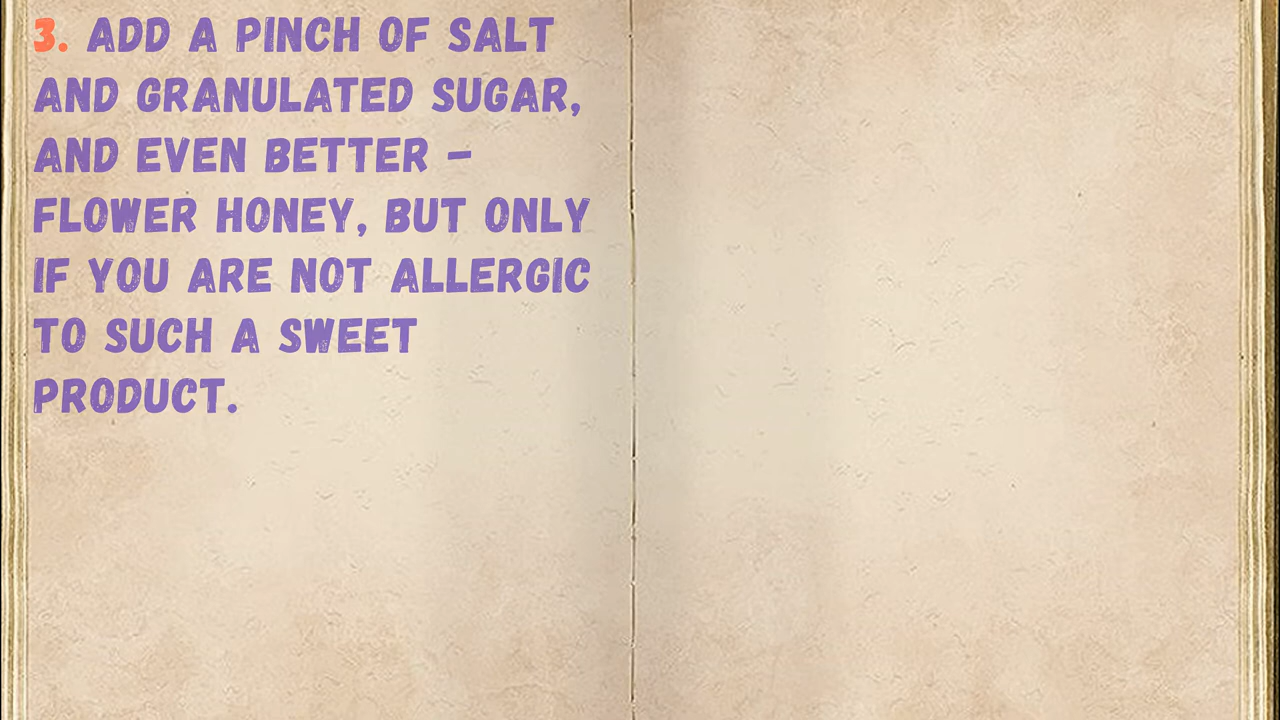 3. ADD A PINCH OF SALT
AND GRANULATED SUGAR,
AND EVEN BETTER –
FLOWER HONEY, BUT ONLY
IF YOU ARE NOT ALLERGIC
TO SUCH A SWEET
PRODUCT.